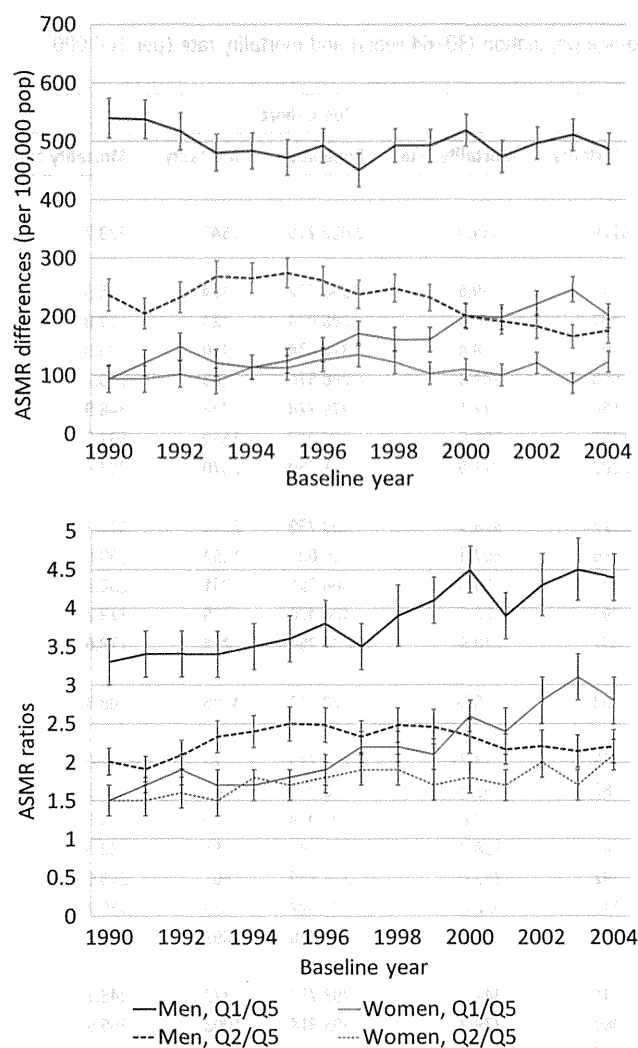 700
600
500
400
300
200
100
0
ASMR differences (per 100,000 pop)
1990 1992 1994 1996 1998 2000 2002 2004
Baseline year
5
4.5
4
3.5
3
2.5
2
1.5
1
0.5
0
ASMR ratios
1990 1992 1994 1996 1998 2000 2002 2004
Baseline year
Men, Q1/Q5 Women, Q1/Q5
Men, Q2/Q5 Women, Q2/Q5